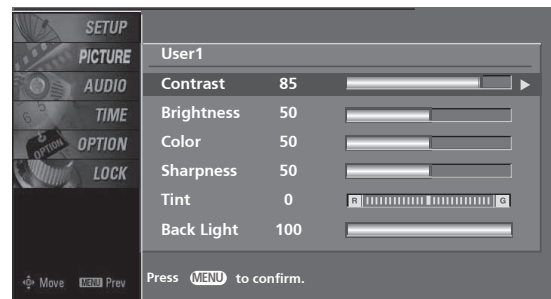 SETUP
PICTURE
AUDIO
TIME
OPTION
LOCK
Move MENU Prev
User1
Contrast 85
Brightness 50
Color 50
Sharpness 50
Tint 0 R G
Back Light 100
Press MENU to confirm.